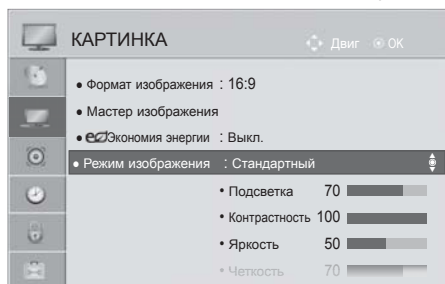 КАРТИНКА
Двиг ОК
• Формат изображения : 16:9
• Мастер изображения
• Экономия энергии : Выкл.
• Режим изображения : Стандартный
• Подсветка 70
• Контрастность 100
• Яркость 50
• Четкость 70